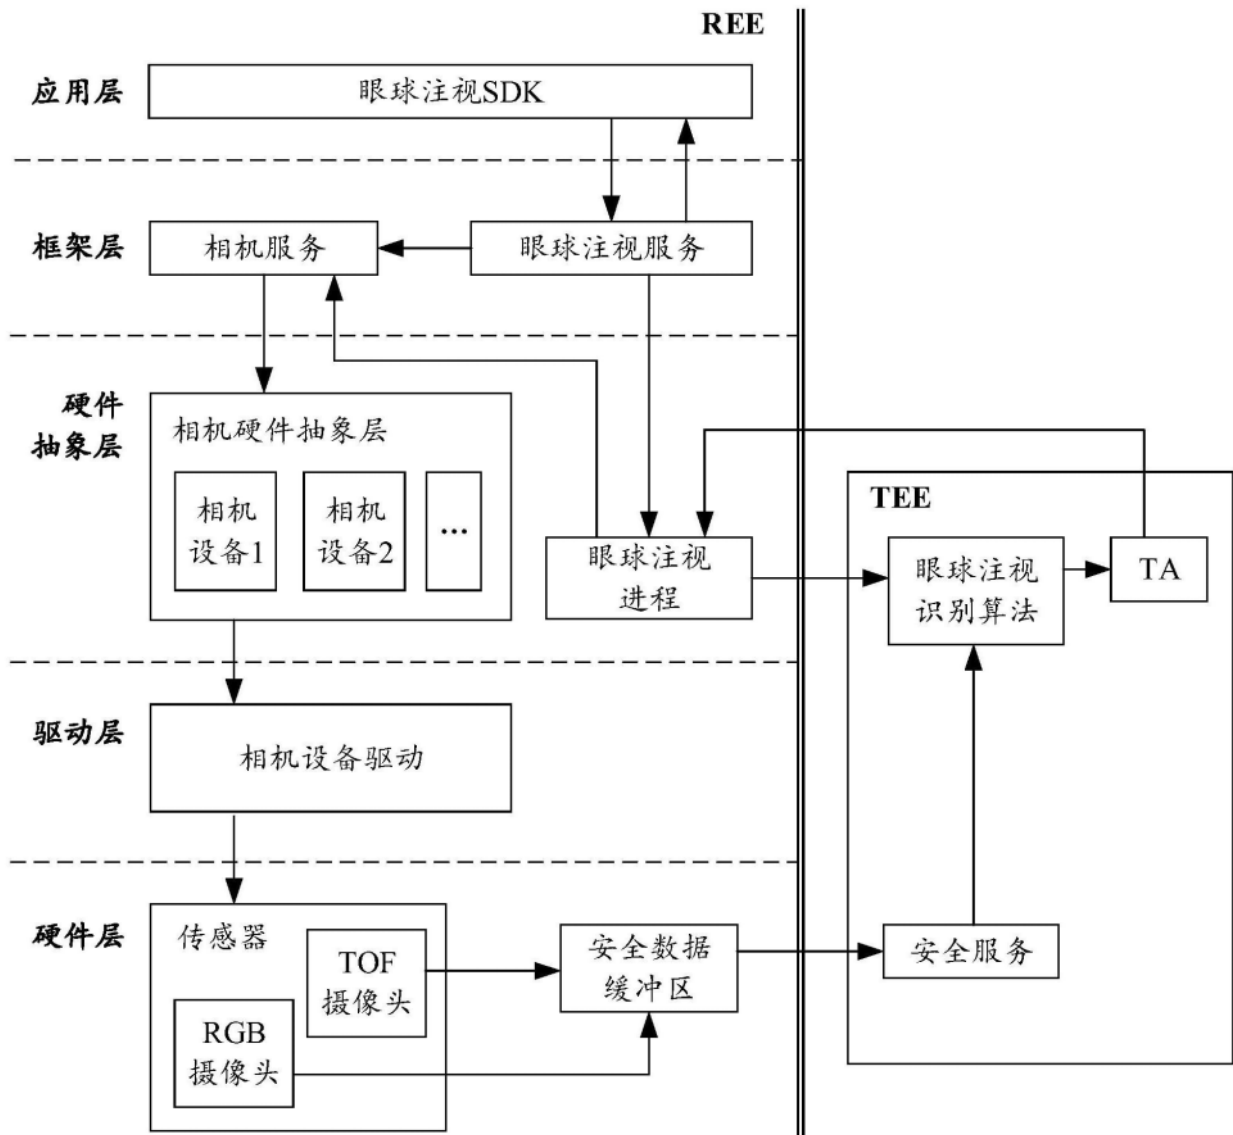 REE
应用层
眼球注视SDK
框架层
相机服务
眼球注视服务
硬件
抽象层
相机硬件抽象层
相机
设备1
相机
设备2
...
眼球注视
进程
TEE
眼球注视
识别算法
TA
驱动层
相机设备驱动
硬件层
传感器
TOF
摄像头
RGB
摄像头
安全数据
缓冲区
安全服务